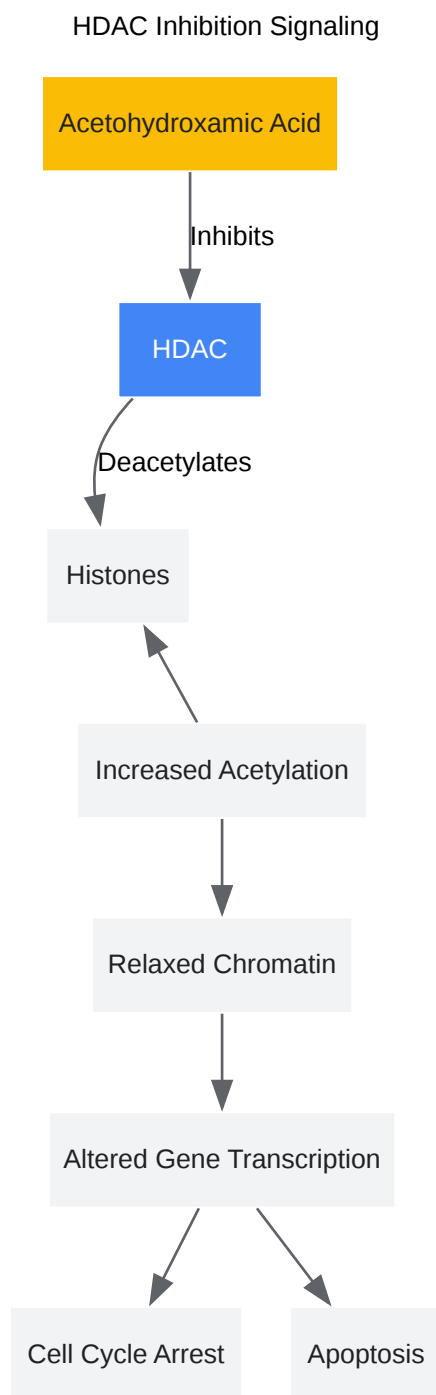 HDAC Inhibition Signaling
Acetohydroxamic Acid
Inhibits
HDAC
Deacetylates
Histones
Increased Acetylation
Relaxed Chromatin
Altered Gene Transcription
Cell Cycle Arrest
Apoptosis